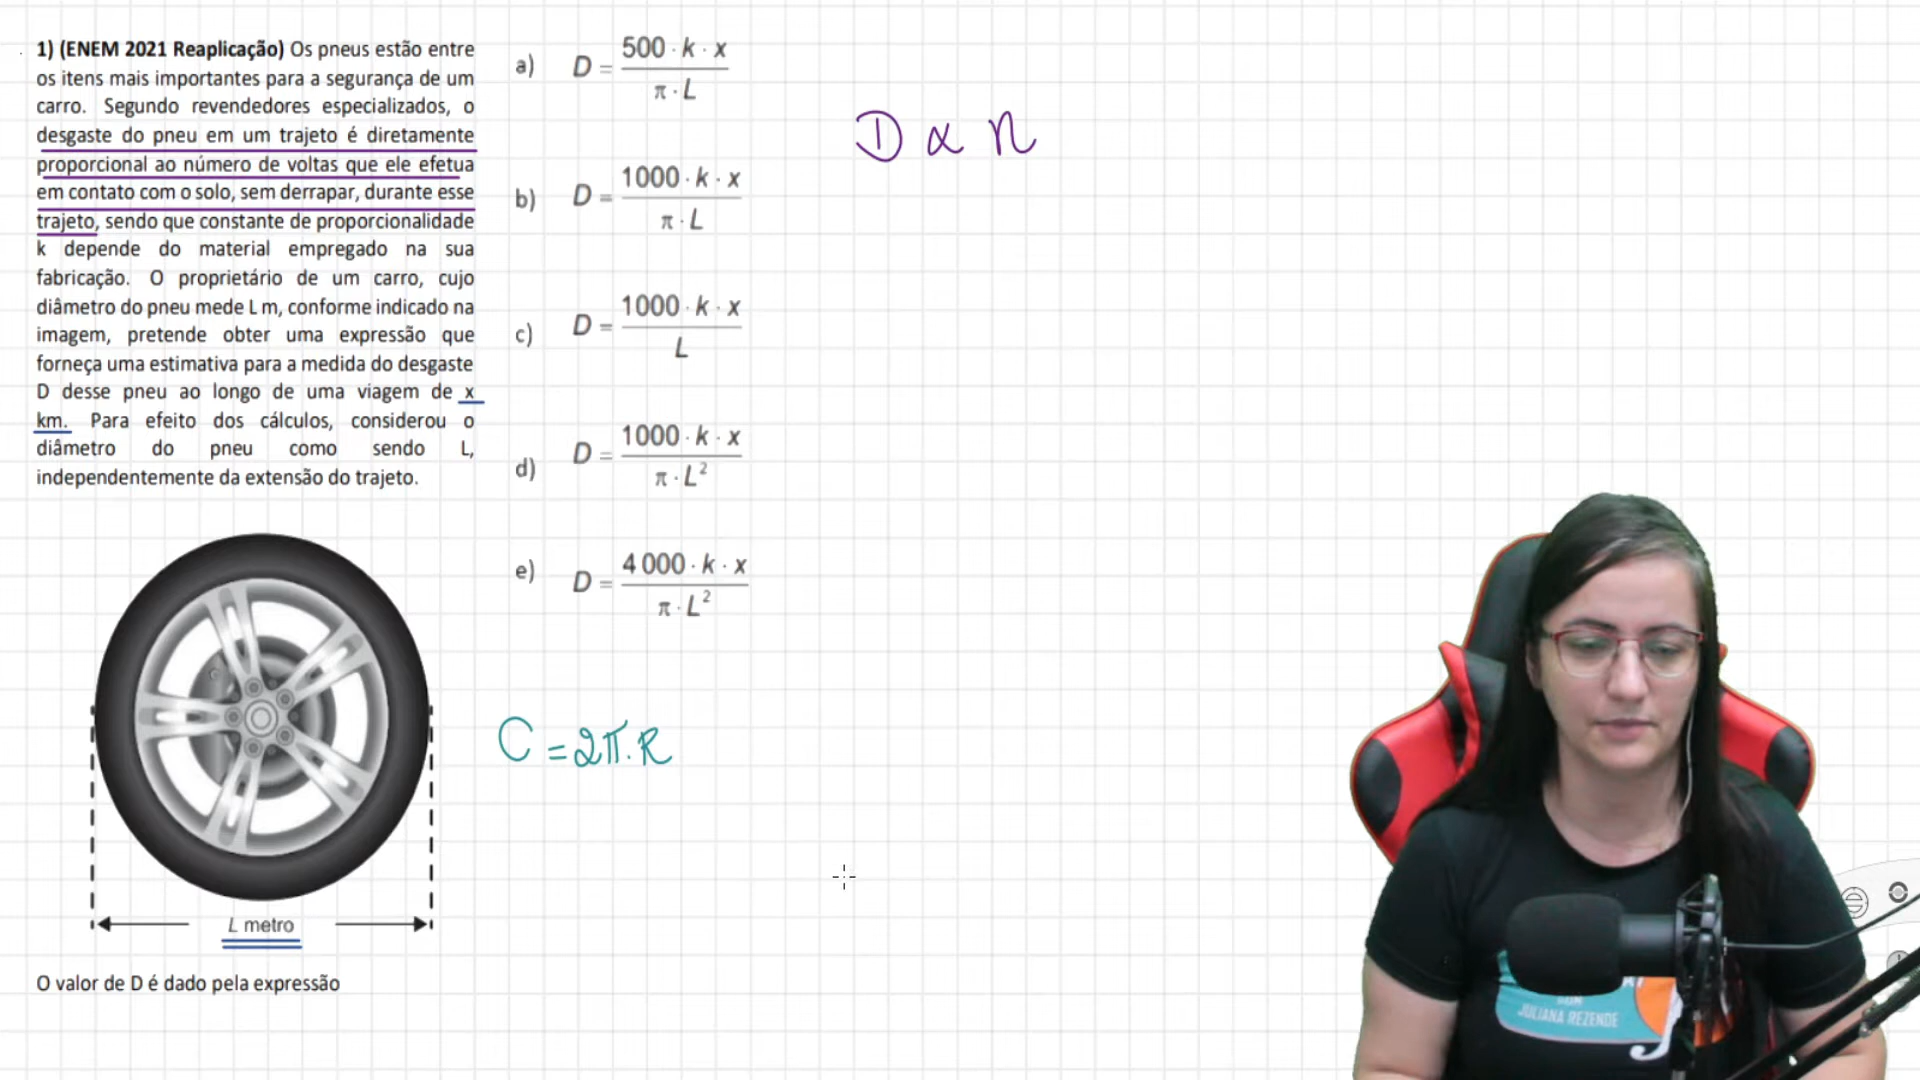 1) (ENEM 2021 Reaplicação) Os pneus estão entre
os itens mais importantes para a segurança de um
carro. Segundo revendedores especializados, o
desgaste do pneu em um trajeto é diretamente
proporcional ao número de voltas que ele efetua
em contato com o solo, sem derrapar, durante esse
trajeto, sendo que constante de proporcionalidade
k depende do material empregado na sua
fabricação. O proprietário de um carro, cujo
diâmetro do pneu mede L m, conforme indicado na
imagem, pretende obter uma expressão que
forneça uma estimativa para a medida do desgaste
D desse pneu ao longo de uma viagem de x
km. Para efeito dos cálculos, considerou o
diâmetro do pneu como sendo L,
independentemente da extensão do trajeto.
L metro
O valor de D é dado pela expressão
a) D = 500 · k · x / π · L
b) D = 1000 · k · x / π · L
c) D = 1000 · k · x / L
d) D = 1000 · k · x / π · L²
e) D = 4 000 · k · x / π · L²
D α n
C = 2π . R
JULIANA REZENDE